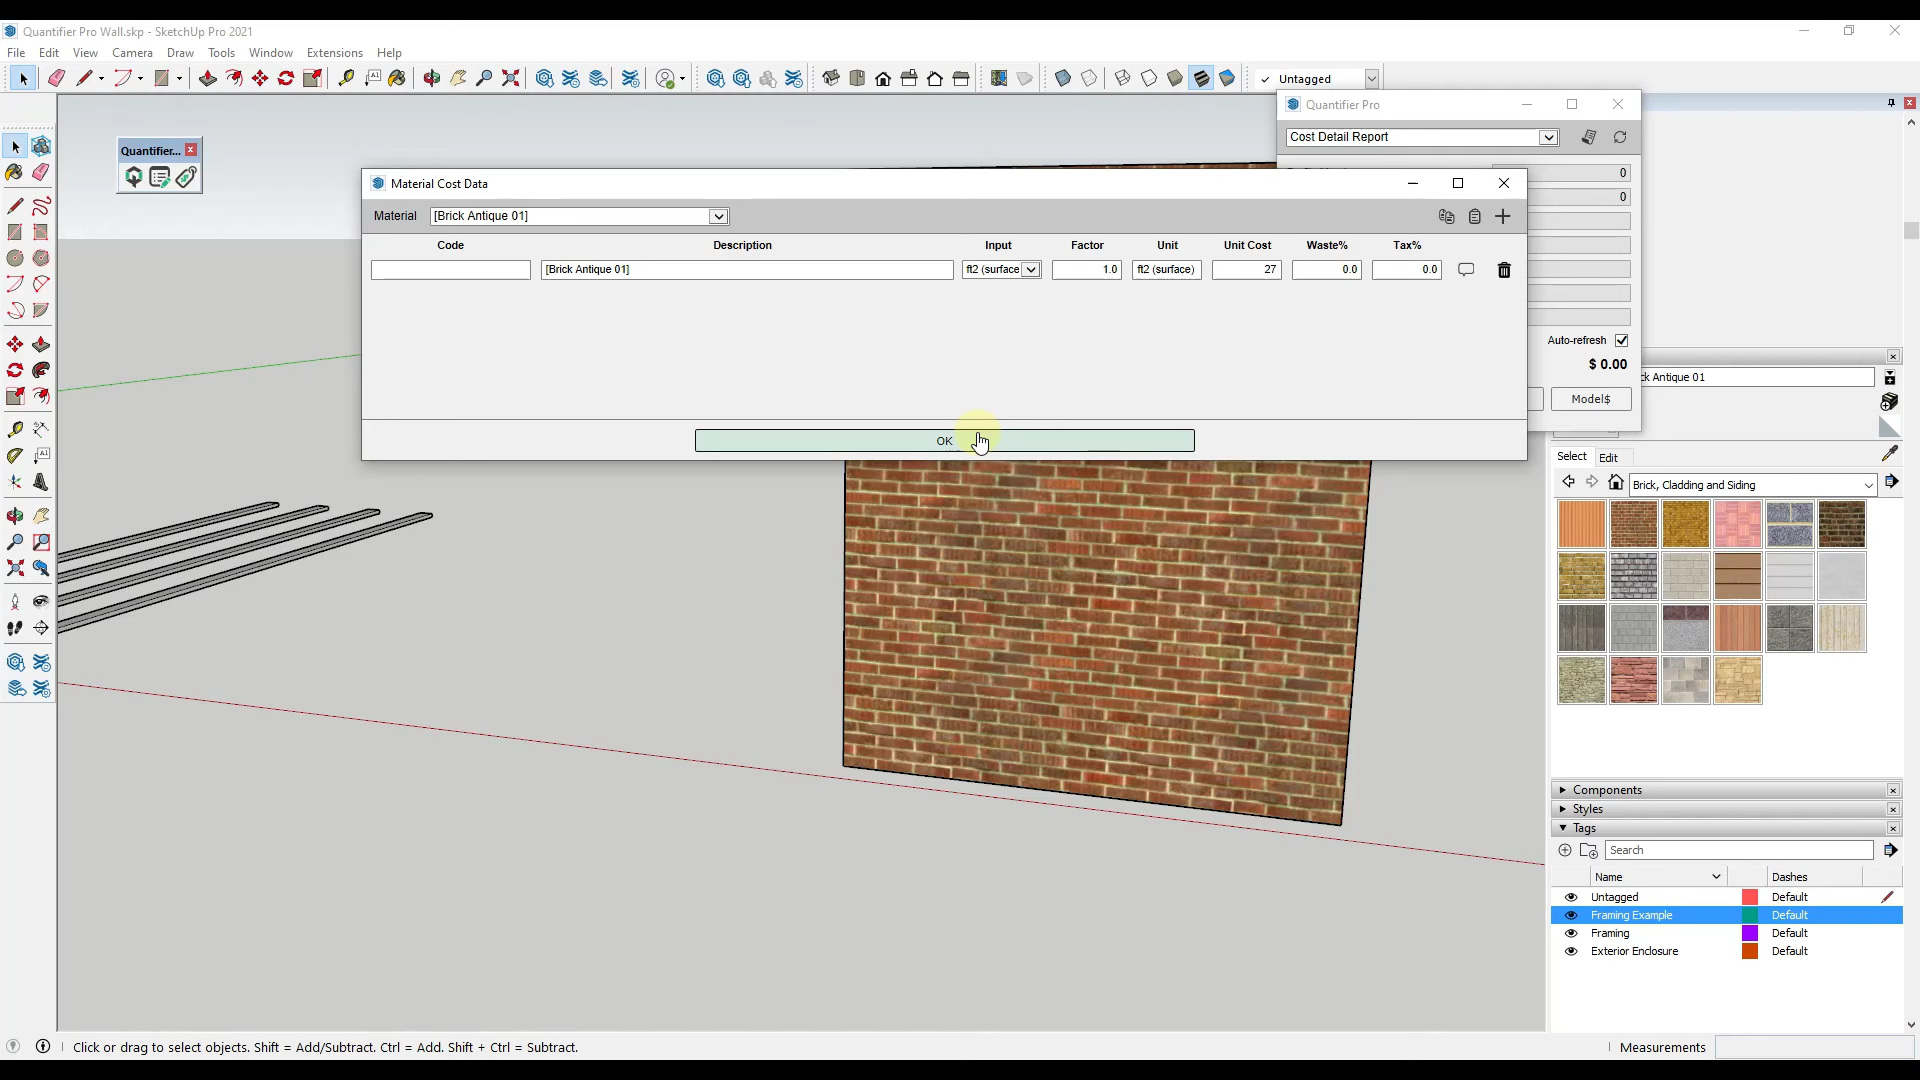 Quantifier Pro Wall.skp - SketchUp Pro 2021
File Edit View Camera Draw Tools Window Extensions Help
Untagged
Quantifier Pro
Cost Detail Report
Quantifier...
Material Cost Data
0
0
Material [Brick Antique 01]
Code Description Input Factor Unit Unit Cost Waste% Tax%
[Brick Antique 01] ft2 (surface 1.0 ft2 (surface) 27 0.0 0.0
Auto-refresh
$ 0.00
ck Antique 01
Model$
OK
Select Edit
Brick, Cladding and Siding
Components
Styles
Tags
Search
Name Dashes
Untagged Default
Framing Example Default
Framing Default
Exterior Enclosure Default
Click or drag to select objects. Shift = Add/Subtract. Ctrl = Add. Shift + Ctrl = Subtract.
Measurements